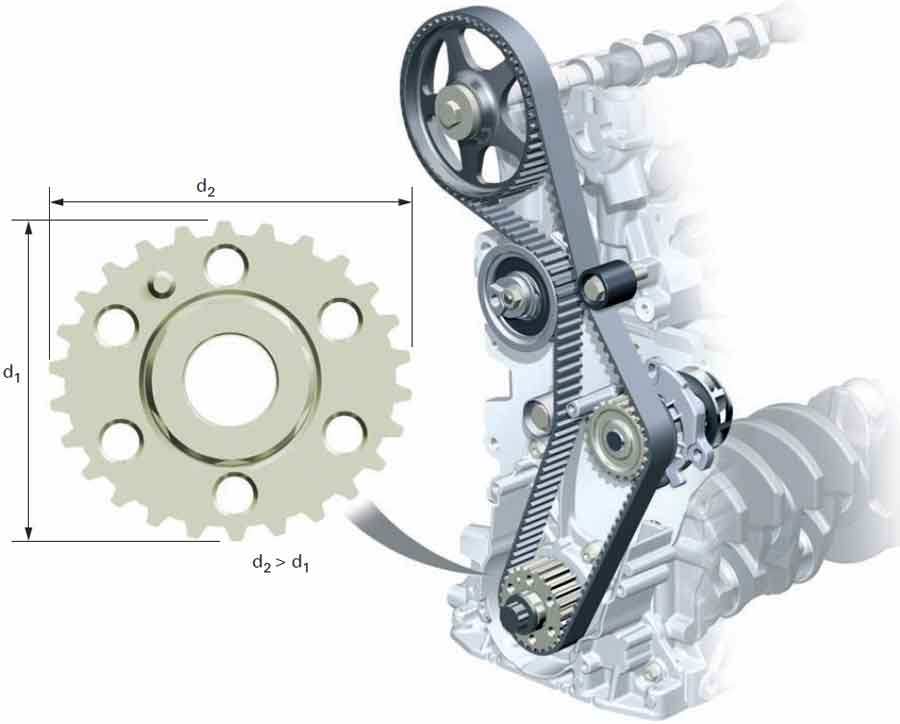 d₂
d₁
d₂ > d₁